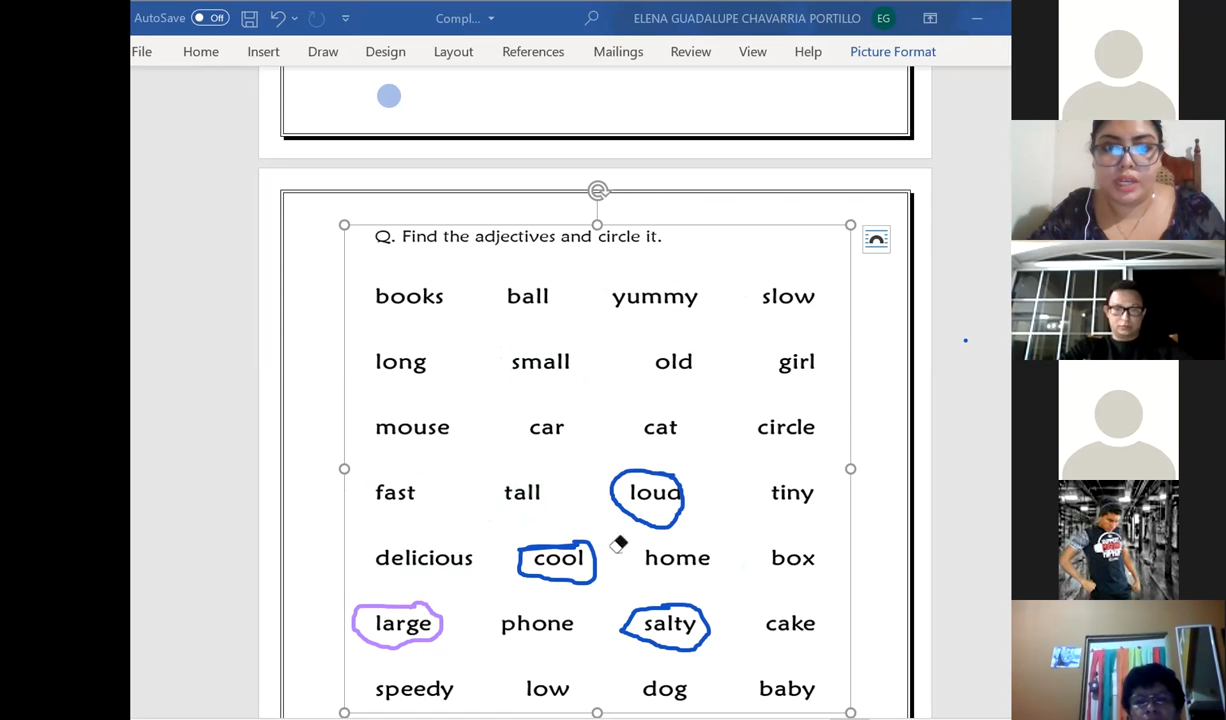 AutoSave Off Compl... ELENA GUADALUPE CHAVARRIA PORTILLO EG
File Home Insert Draw Design Layout References Mailings Review View Help Picture Format
Q. Find the adjectives and circle it.
books ball yummy slow
long small old girl
mouse car cat circle
fast tall loud tiny
delicious cool home box
large phone salty cake
speedy low dog baby